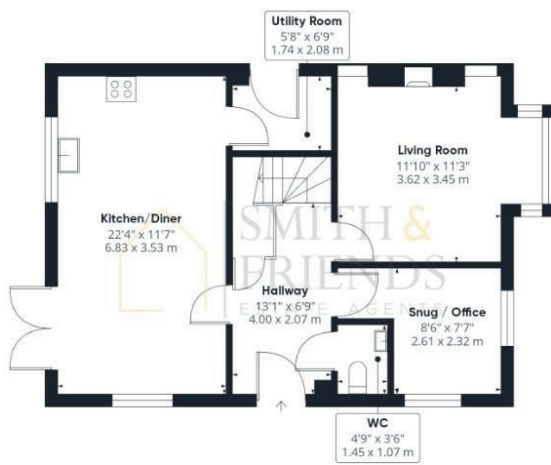 Utility Room
5'8" x 6'9"
1.74 x 2.08 m
Living Room
11'10" x 11'3"
3.62 x 3.45 m
Kitchen/Diner
22'4" x 11'7"
6.83 x 3.53 m
SMITH &
FRIENDS
ESTATE AGENTS
Hallway
13'1" x 6'9"
4.00 x 2.07 m
Snug / Office
8'6" x 7'7"
2.61 x 2.32 m
WC
4'9" x 3'6"
1.45 x 1.07 m